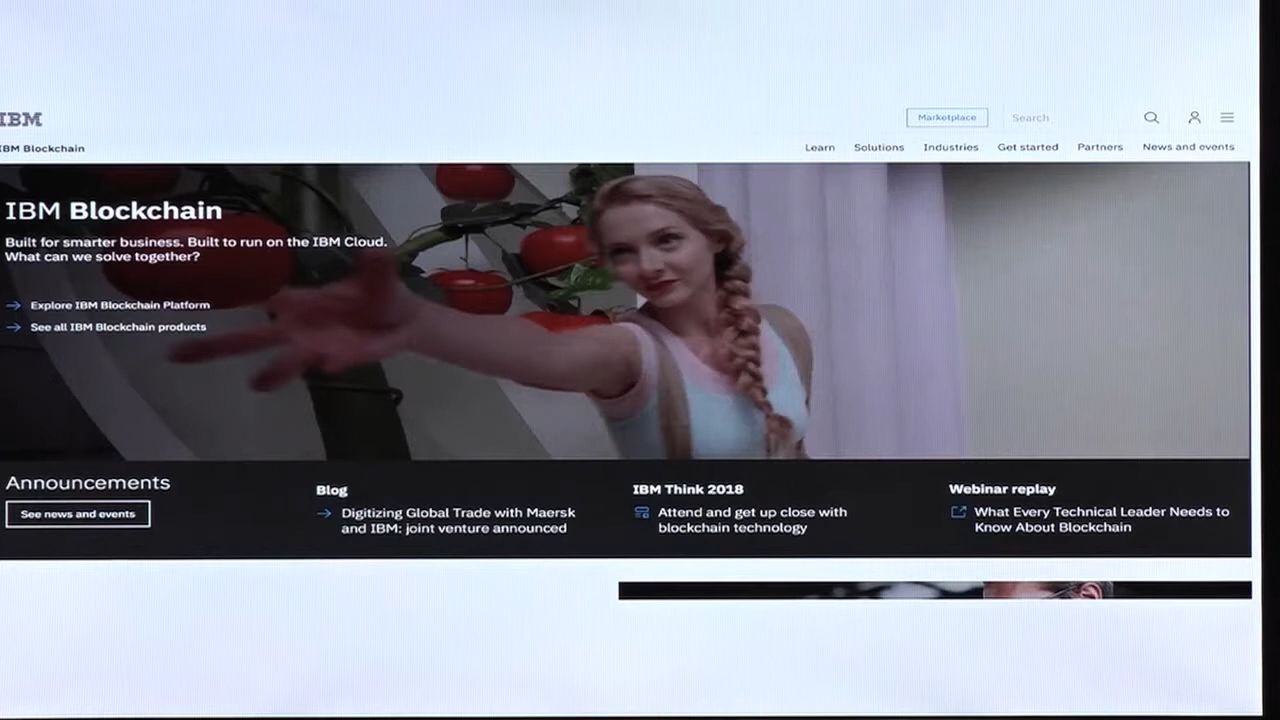 IBM
Marketplace
Search
IBM Blockchain
Learn
Solutions
Industries
Get started
Partners
News and events
IBM Blockchain
Built for smarter business. Built to run on the IBM Cloud.
What can we solve together?
Explore IBM Blockchain Platform
See all IBM Blockchain products
Announcements
See news and events
Blog
Digitizing Global Trade with Maersk
and IBM: joint venture announced
IBM Think 2018
Attend and get up close with
blockchain technology
Webinar replay
What Every Technical Leader Needs to
Know About Blockchain